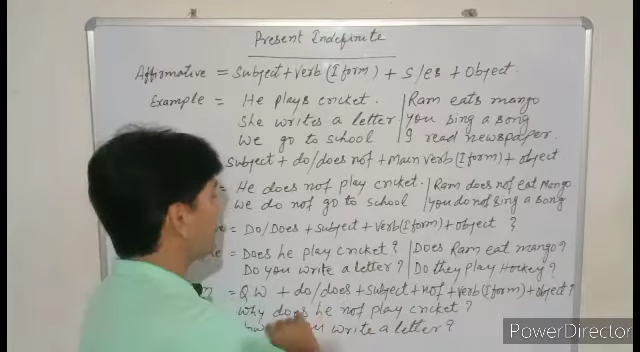 Present Indefinite
Affirmative = Subject + Verb (I form) + s/es + Object.
Example = He plays cricket. | Ram eats mango
She writes a letter | You sing a song
We go to school | I read newspaper.
Subject + do/does not + Main Verb (I form) + object
= He does not play cricket. | Ram does not eat Mango
We do not go to school | You do not sing a song
= Do/Does + Subject + Verb (I form) + object ?
= Does he play cricket? | Does Ram eat mango?
Do you write a letter? | Do they play Hockey?
= QW + do/does + Subject + not + Verb (I form) + object?
Why does he not play cricket?
write a letter?
PowerDirector